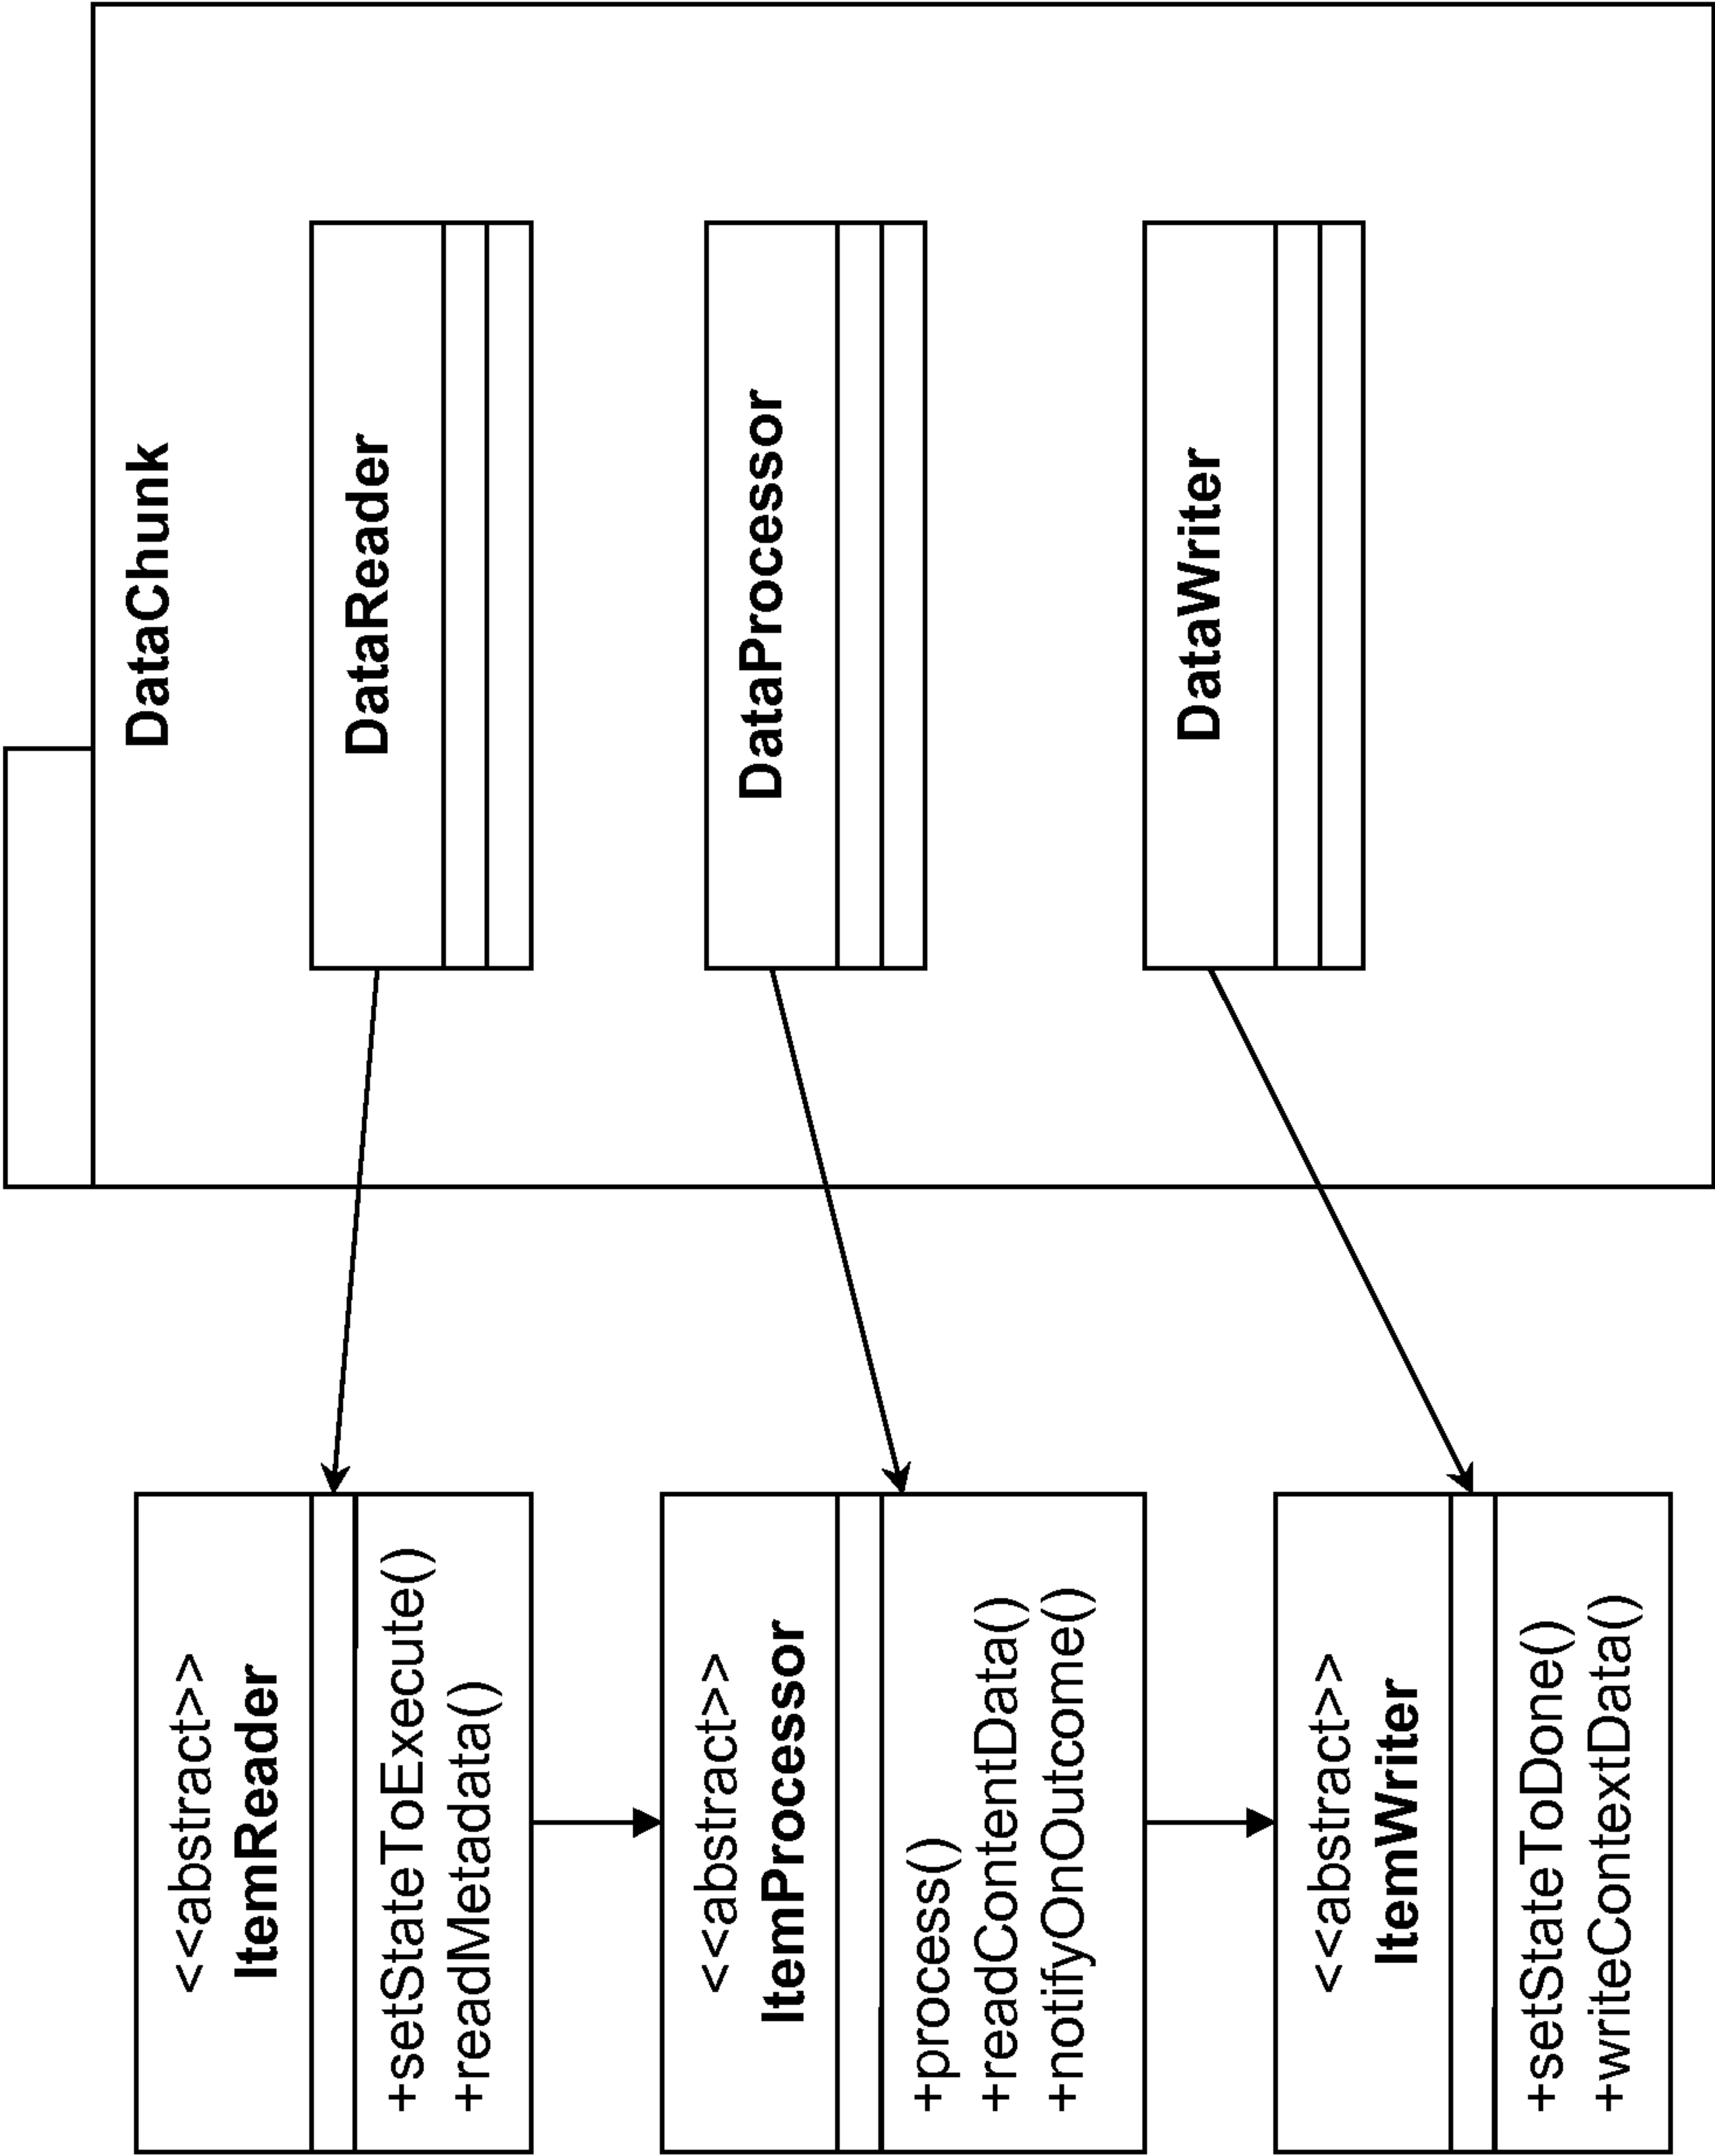 <<abstract>>
ItemReader
+setStateToExecute()
+readMetadata()
<<abstract>>
ItemProcessor
+process()
+readContentData()
+notifyOnOutcome()
<<abstract>>
ItemWriter
+setStateToDone()
+writeContextData()
DataChunk
DataReader
DataProcessor
DataWriter